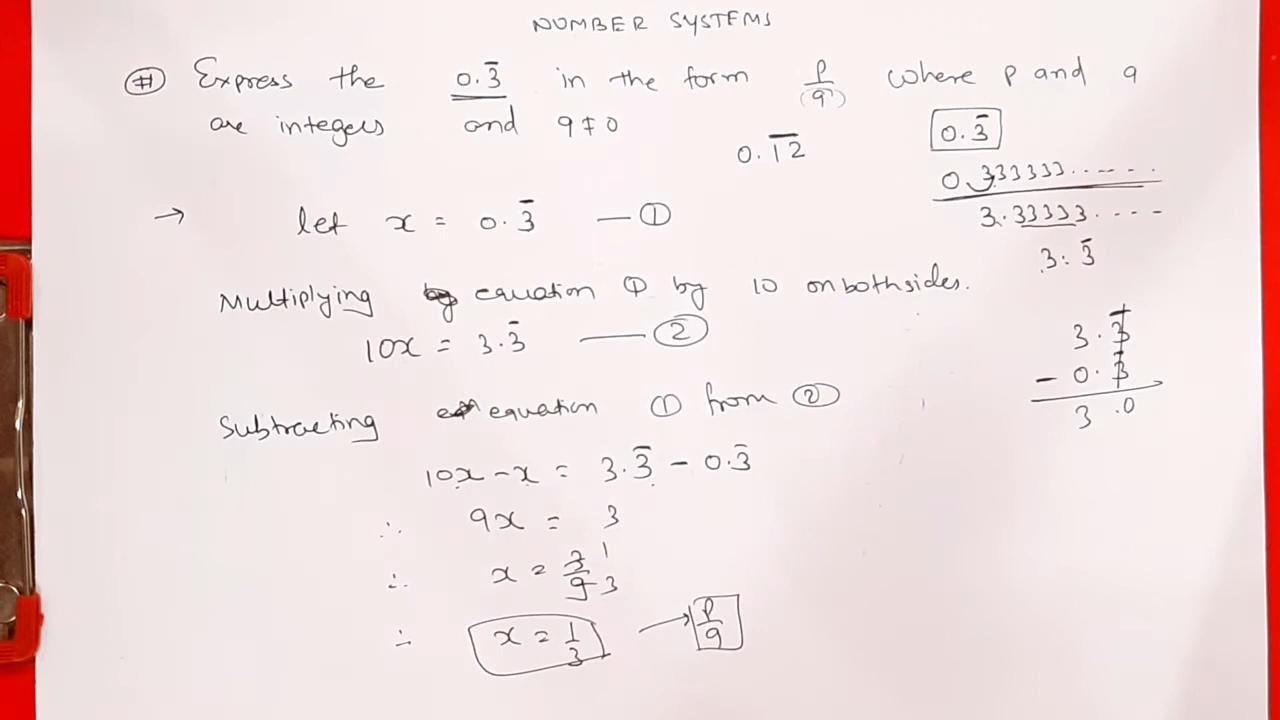 NUMBER SYSTEMS
# Express the 0.3̅ in the form p/(q) where p and q
are integers and q ≠ 0
0.1̅2̅
0.3̅
0.333333.....
3.33333....
3.3̅
→ let x = 0.3̅ — ①
Multiplying equation ① by 10 on both sides.
10x = 3.3̅ — ②
3.3̅
- 0.3̅
3 .0
Subtracting equation ① from ②
10x - x = 3.3̅ - 0.3̅
∴ 9x = 3
∴ x = 3/9 1 3
∴ x = 1/3 → p/q